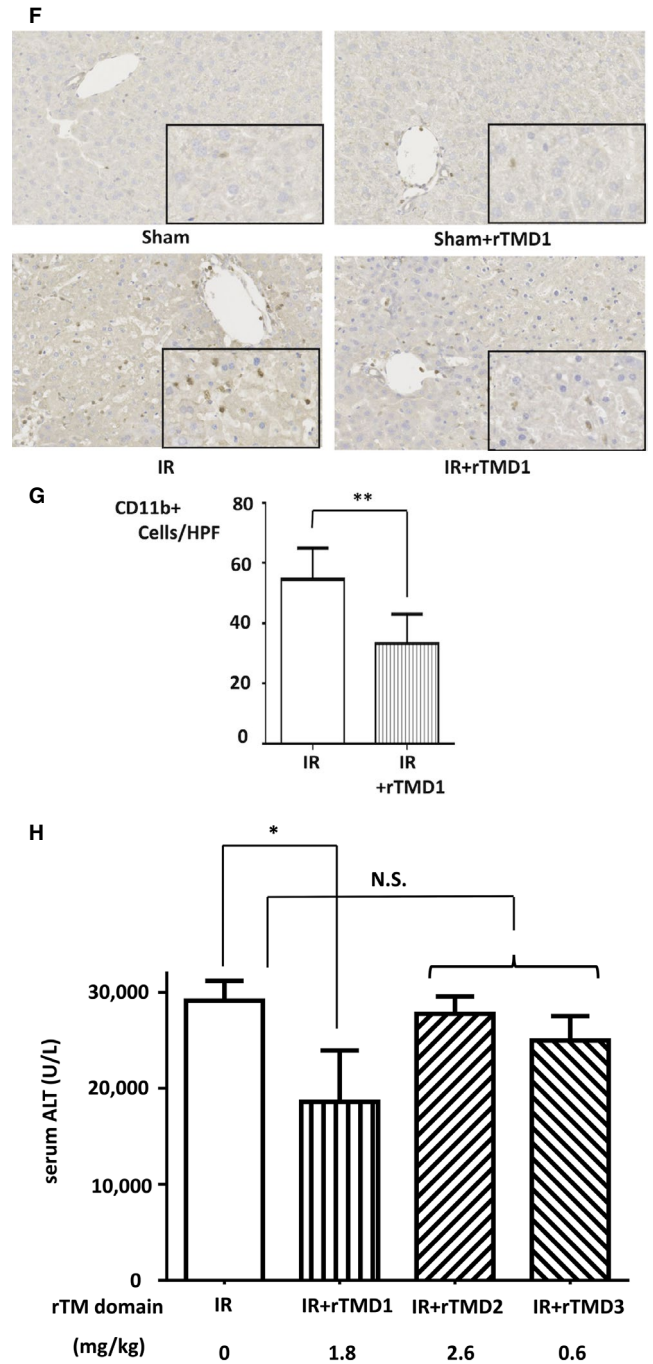 F
Sham
Sham+rTMD1
IR
IR+rTMD1
G
CD11b+
Cells/HPF
80
60
40
20
0
**
IR
IR
+rTMD1
H
*
N.S.
serum ALT (U/L)
30,000
20,000
10,000
0
rTM domain IR IR+rTMD1 IR+rTMD2 IR+rTMD3
(mg/kg) 0 1.8 2.6 0.6